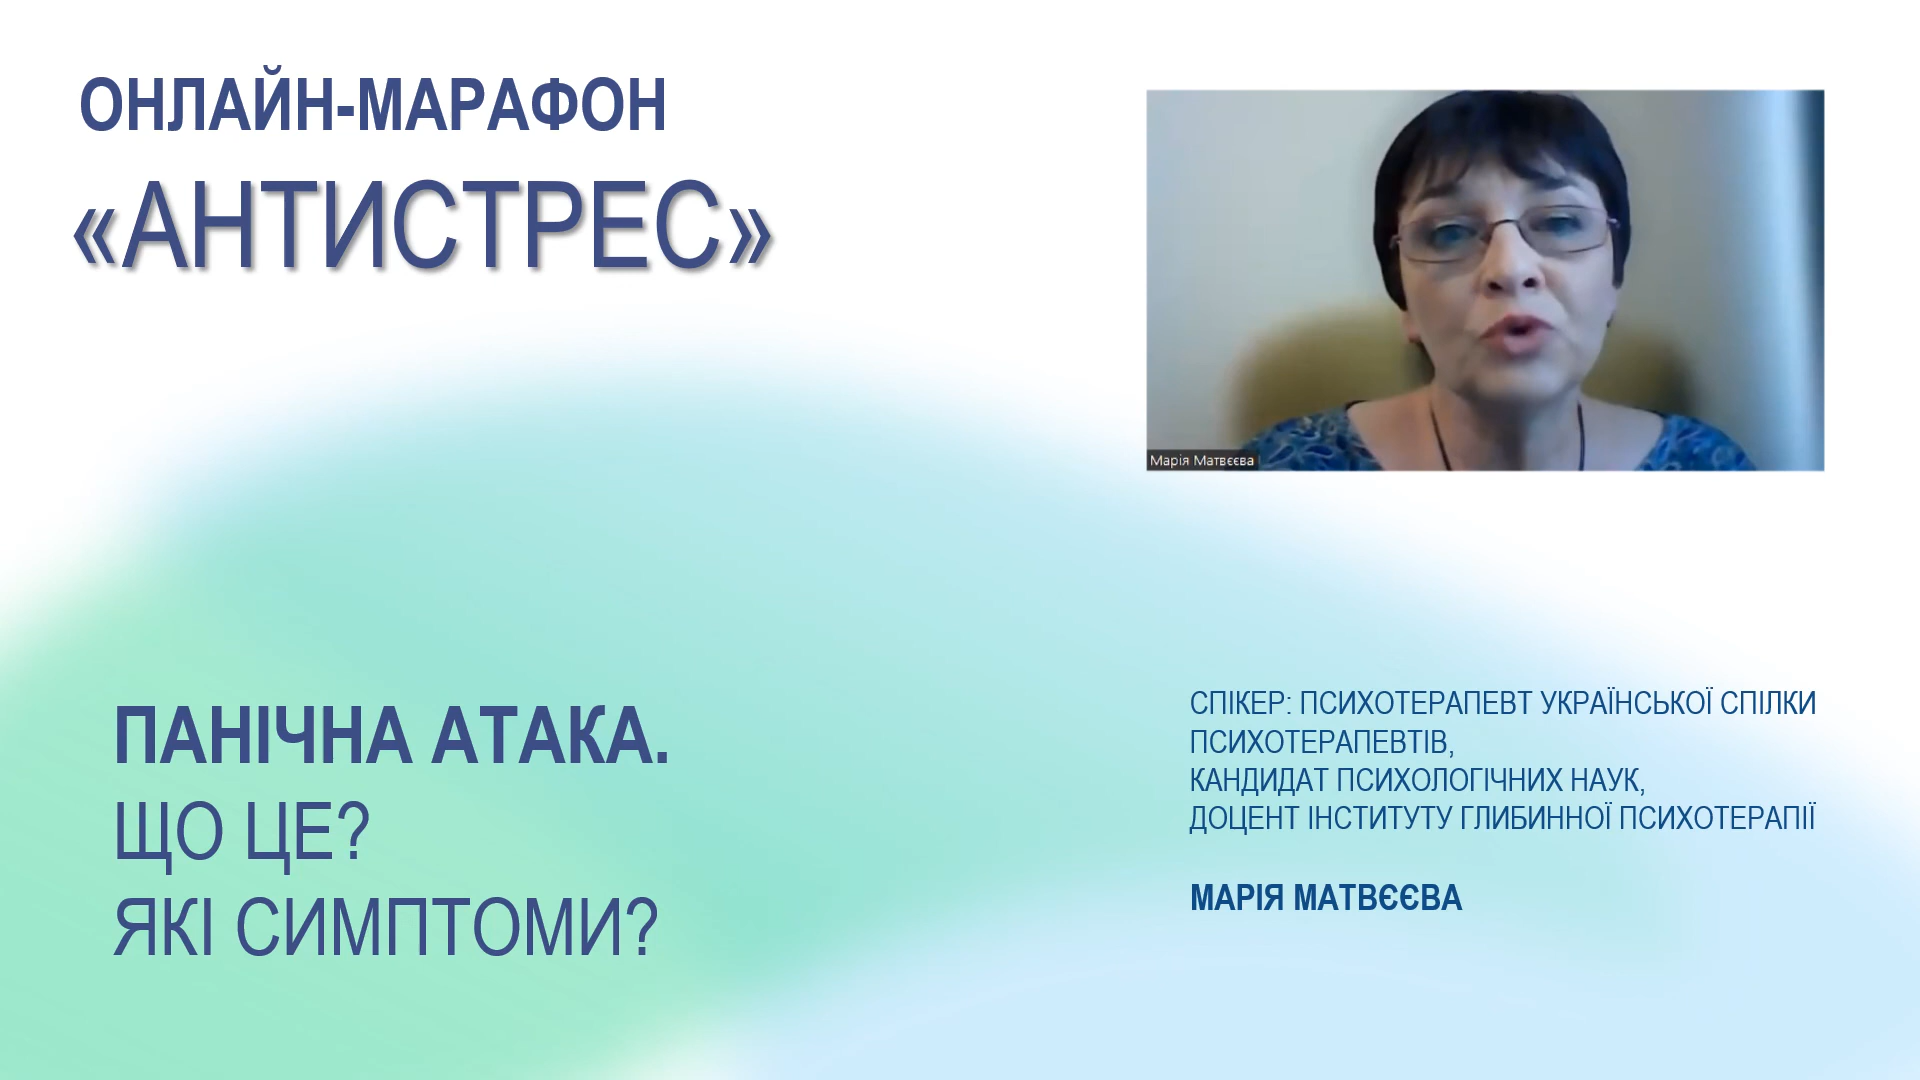 ОНЛАЙН-МАРАФОН
«АНТИСТРЕС»
Марія Матвєєва
ПАНІЧНА АТАКА.
ЩО ЦЕ?
ЯКІ СИМПТОМИ?
СПІКЕР: ПСИХОТЕРАПЕВТ УКРАЇНСЬКОЇ СПІЛКИ
ПСИХОТЕРАПЕВТІВ,
КАНДИДАТ ПСИХОЛОГІЧНИХ НАУК,
ДОЦЕНТ ІНСТИТУТУ ГЛИБИННОЇ ПСИХОТЕРАПІЇ
МАРІЯ МАТВЄЄВА